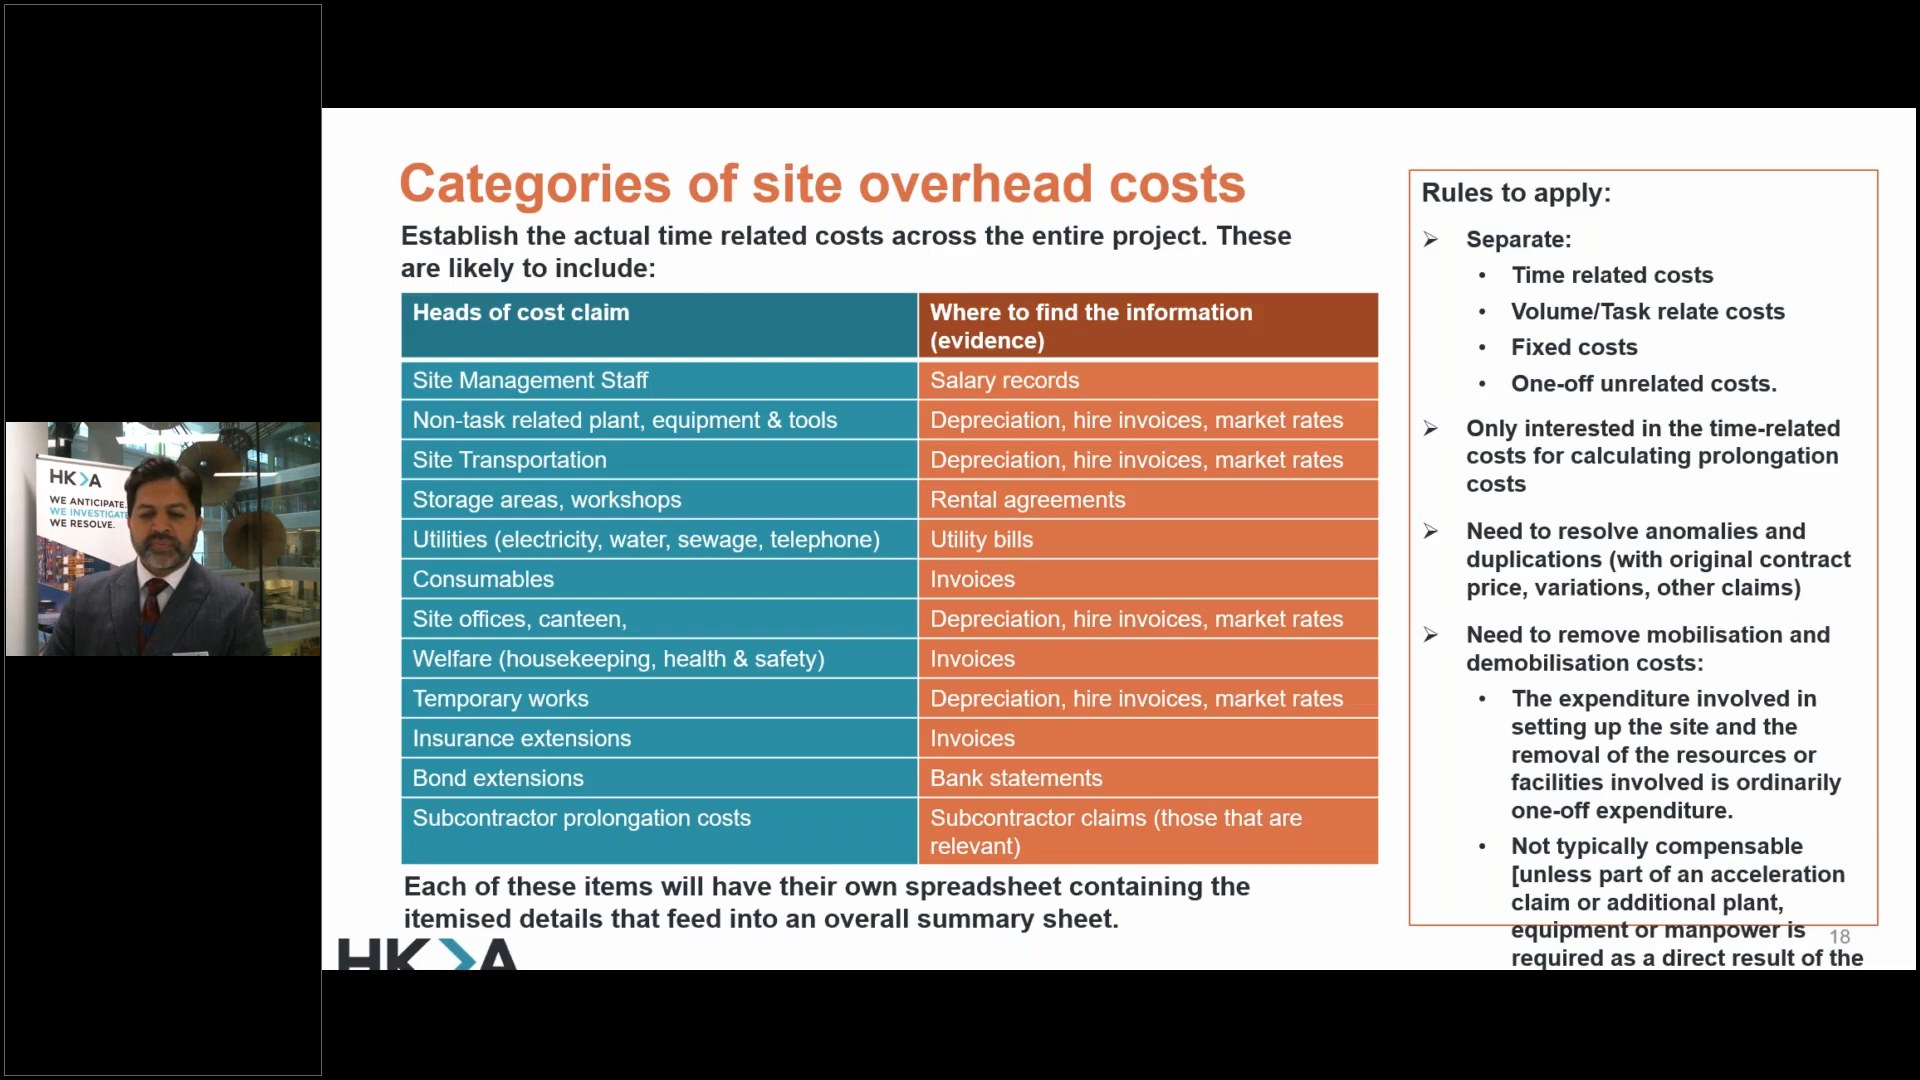 HKA
WE ANTICIPATE.
WE INVESTIGATE
WE RESOLVE.
Categories of site overhead costs
Establish the actual time related costs across the entire project. These
are likely to include:
Heads of cost claim
Where to find the information
(evidence)
Site Management Staff
Salary records
Non-task related plant, equipment & tools
Depreciation, hire invoices, market rates
Site Transportation
Depreciation, hire invoices, market rates
Storage areas, workshops
Rental agreements
Utilities (electricity, water, sewage, telephone)
Utility bills
Consumables
Invoices
Site offices, canteen,
Depreciation, hire invoices, market rates
Welfare (housekeeping, health & safety)
Invoices
Temporary works
Depreciation, hire invoices, market rates
Insurance extensions
Invoices
Bond extensions
Bank statements
Subcontractor prolongation costs
Subcontractor claims (those that are
relevant)
Each of these items will have their own spreadsheet containing the
itemised details that feed into an overall summary sheet.
HKA
Rules to apply:
➢ Separate:
• Time related costs
• Volume/Task relate costs
• Fixed costs
• One-off unrelated costs.
➢ Only interested in the time-related
costs for calculating prolongation
costs
➢ Need to resolve anomalies and
duplications (with original contract
price, variations, other claims)
➢ Need to remove mobilisation and
demobilisation costs:
• The expenditure involved in
setting up the site and the
removal of the resources or
facilities involved is ordinarily
one-off expenditure.
• Not typically compensable
[unless part of an acceleration
claim or additional plant,
equipment or manpower is
required as a direct result of the
18